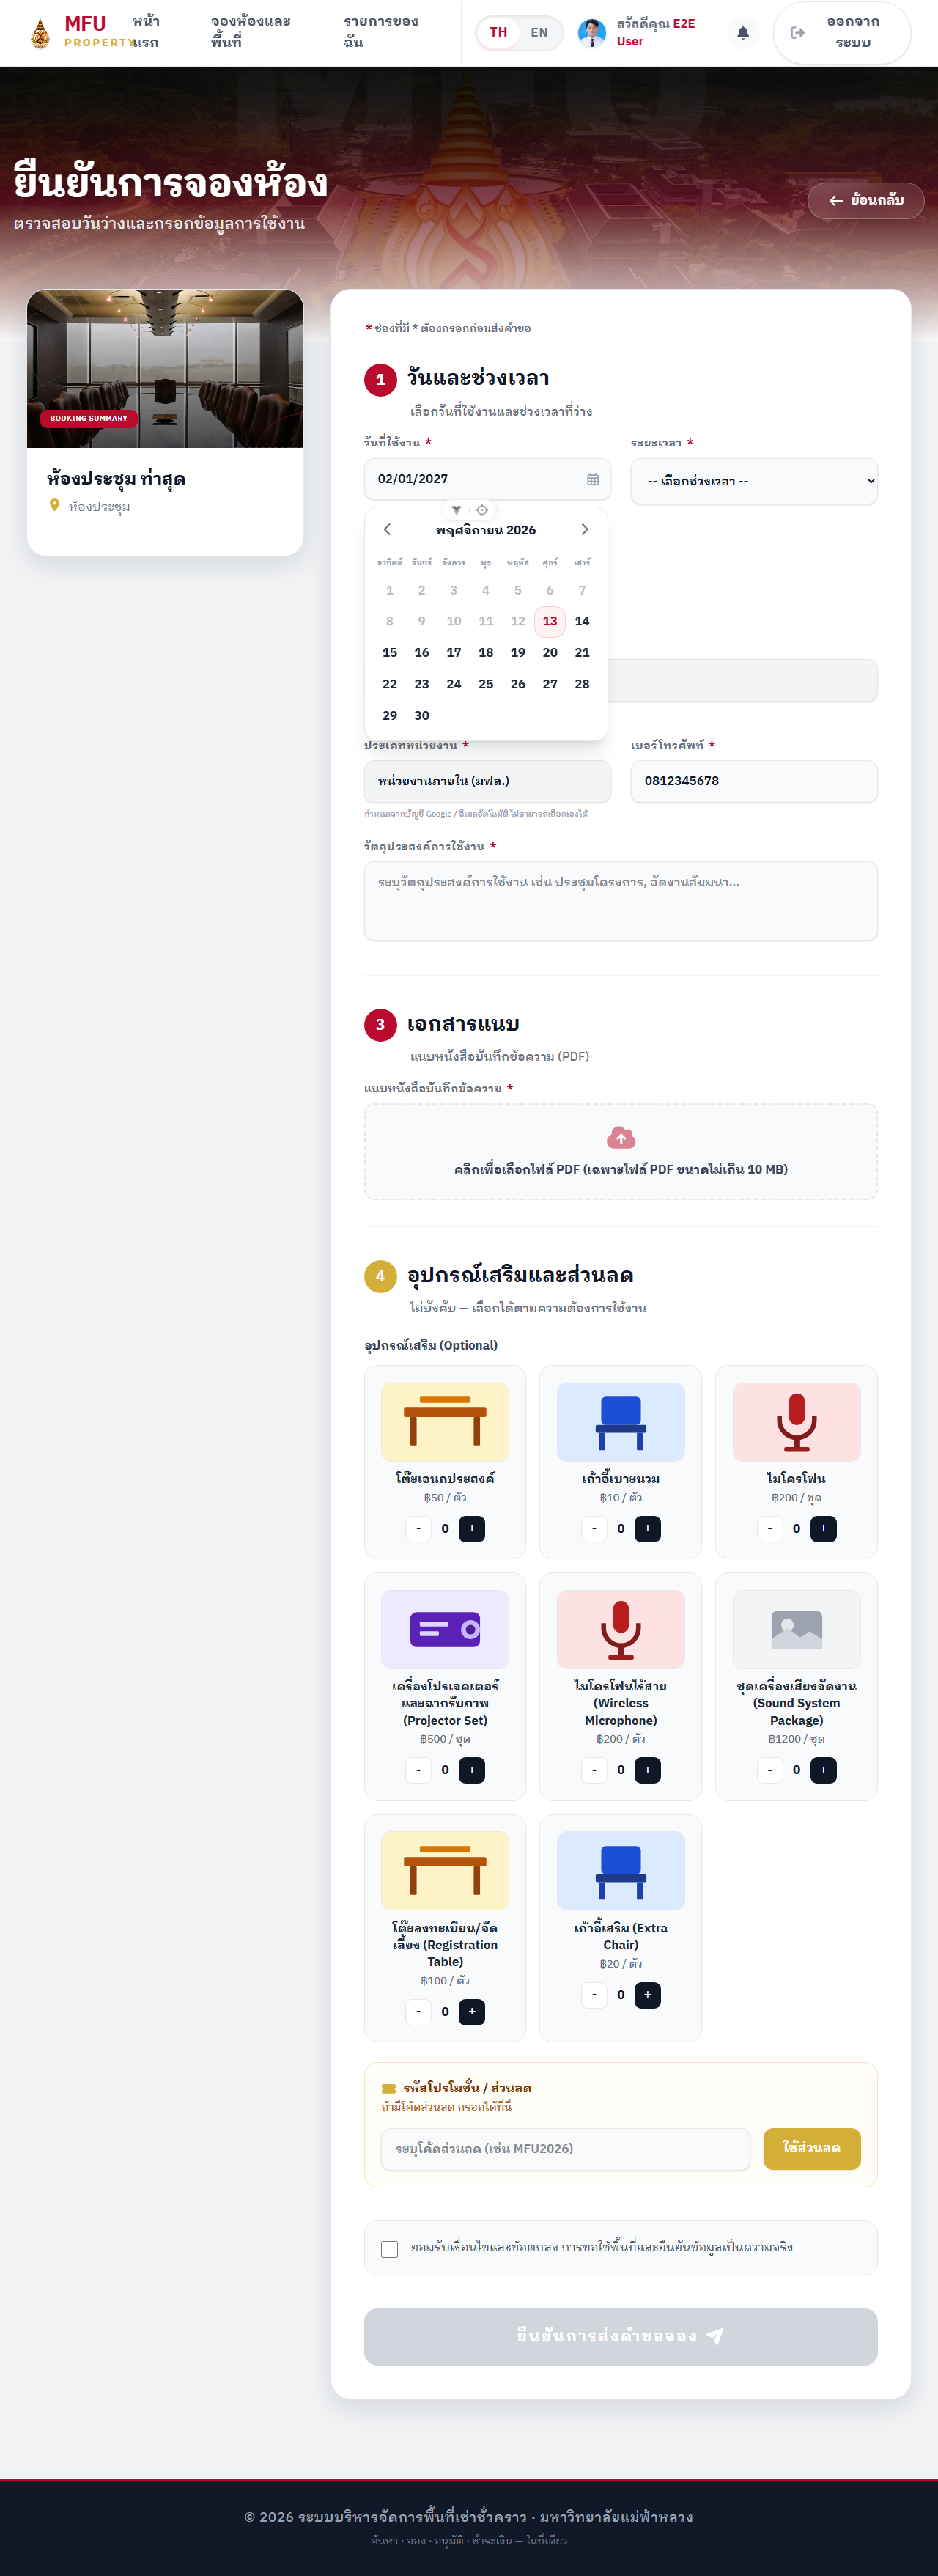 MFU
PROPERTY
หน้า
แรก
จองห้องและ
พื้นที่
รายการของ
ฉัน
TH
EN
สวัสดีคุณ E2E
User
ออกจาก
ระบบ
ยืนยันการจองห้อง
ตรวจสอบวันว่างและกรอกข้อมูลการใช้งาน
ย้อนกลับ
BOOKING SUMMARY
ห้องประชุม ท่าสุด
ห้องประชุม
* ช่องที่มี * ต้องกรอกก่อนส่งคำขอ
1 วันและช่วงเวลา
เลือกวันที่ใช้งานและช่วงเวลาที่ว่าง
วันที่ใช้งาน *
ระยะเวลา *
02/01/2027
-- เลือกช่วงเวลา --
พฤศจิกายน 2026
อาทิตย์ จันทร์ อังคาร พุธ พฤหัส ศุกร์ เสาร์
1 2 3 4 5 6 7
8 9 10 11 12 13 14
15 16 17 18 19 20 21
22 23 24 25 26 27 28
29 30
ประเภทหน่วยงาน *
เบอร์โทรศัพท์ *
หน่วยงานภายใน (มฟล.)
0812345678
กำหนดจากบัญชี Google / อีเมลอัตโนมัติ ไม่สามารถเลือกเองได้
วัตถุประสงค์การใช้งาน *
ระบุวัตถุประสงค์การใช้งาน เช่น ประชุมโครงการ, จัดงานสัมมนา...
3 เอกสารแนบ
แนบหนังสือบันทึกข้อความ (PDF)
แนบหนังสือบันทึกข้อความ *
คลิกเพื่อเลือกไฟล์ PDF (เฉพาะไฟล์ PDF ขนาดไม่เกิน 10 MB)
4 อุปกรณ์เสริมและส่วนลด
ไม่บังคับ — เลือกได้ตามความต้องการใช้งาน
อุปกรณ์เสริม (Optional)
โต๊ะเอนกประสงค์
฿50 / ตัว
- 0 +
เก้าอี้เบาะนวม
฿10 / ตัว
- 0 +
ไมโครโฟน
฿200 / ชุด
- 0 +
เครื่องโปรเจคเตอร์
และฉากรับภาพ
(Projector Set)
฿500 / ชุด
- 0 +
ไมโครโฟนไร้สาย
(Wireless
Microphone)
฿200 / ตัว
- 0 +
ชุดเครื่องเสียงจัดงาน
(Sound System
Package)
฿1200 / ชุด
- 0 +
โต๊ะลงทะเบียน/จัด
เลี้ยง (Registration
Table)
฿100 / ตัว
- 0 +
เก้าอี้เสริม (Extra
Chair)
฿20 / ตัว
- 0 +
รหัสโปรโมชั่น / ส่วนลด
ถ้ามีโค้ดส่วนลด กรอกได้ที่นี่
ระบุโค้ดส่วนลด (เช่น MFU2026)
ใช้ส่วนลด
ยอมรับเงื่อนไขและข้อตกลง การขอใช้พื้นที่และยืนยันข้อมูลเป็นความจริง
ยืนยันการส่งคำขอจอง
© 2026 ระบบบริหารจัดการพื้นที่เช่าชั่วคราว · มหาวิทยาลัยแม่ฟ้าหลวง
ค้นหา · จอง · อนุมัติ · ชำระเงิน — ในที่เดียว